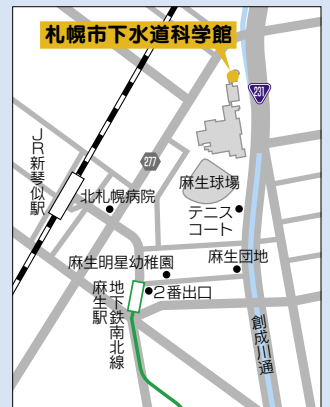 札幌市下水道科学館
231
277
JR新琴似駅
北札幌病院
麻生球場
テニス
コート
麻生明星幼稚園
麻生団地
2番出口
地下鉄南北線
麻生駅
創成川通